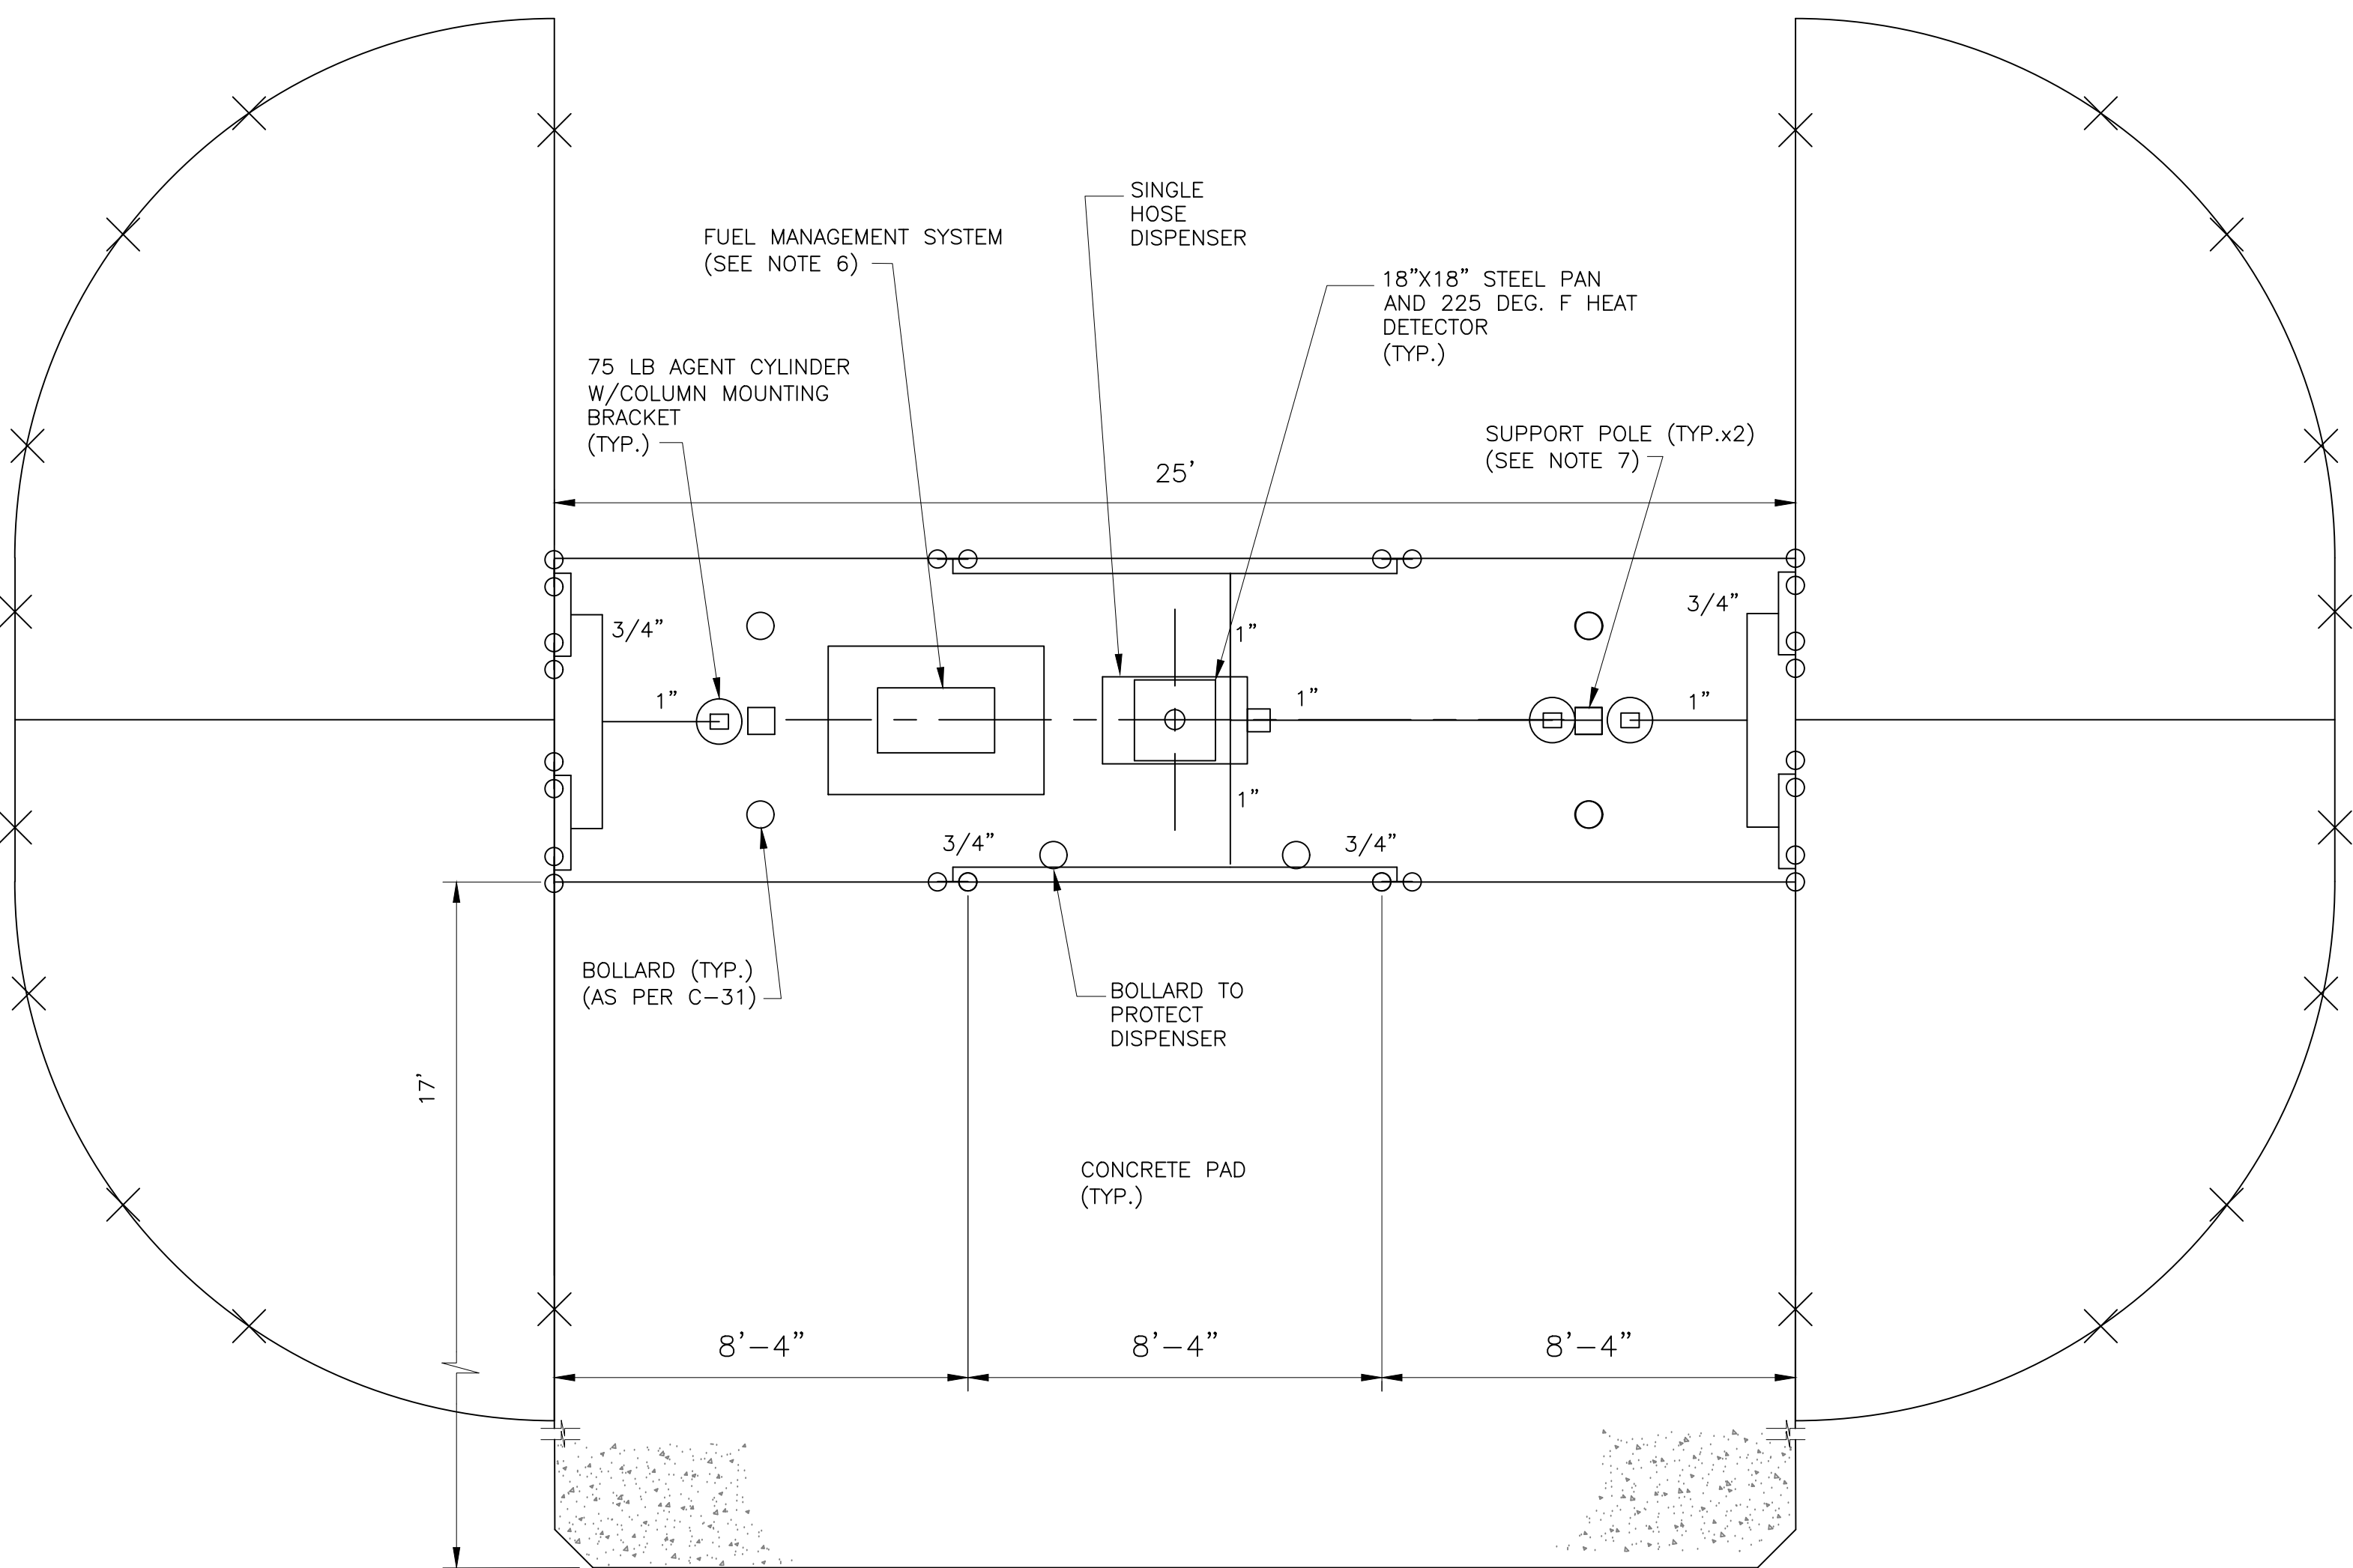 SINGLE
HOSE
DISPENSER
FUEL MANAGEMENT SYSTEM
(SEE NOTE 6)
18”X18” STEEL PAN
AND 225 DEG. F HEAT
DETECTOR
(TYP.)
75 LB AGENT CYLINDER
W/COLUMN MOUNTING
BRACKET
(TYP.)
SUPPORT POLE (TYP.x2)
(SEE NOTE 7)
25’
3/4”
3/4”
1”
1”
1”
1”
1”
3/4”
3/4”
BOLLARD (TYP.)
(AS PER C-31)
BOLLARD TO
PROTECT
DISPENSER
17’
CONCRETE PAD
(TYP.)
8’-4”
8’-4”
8’-4”